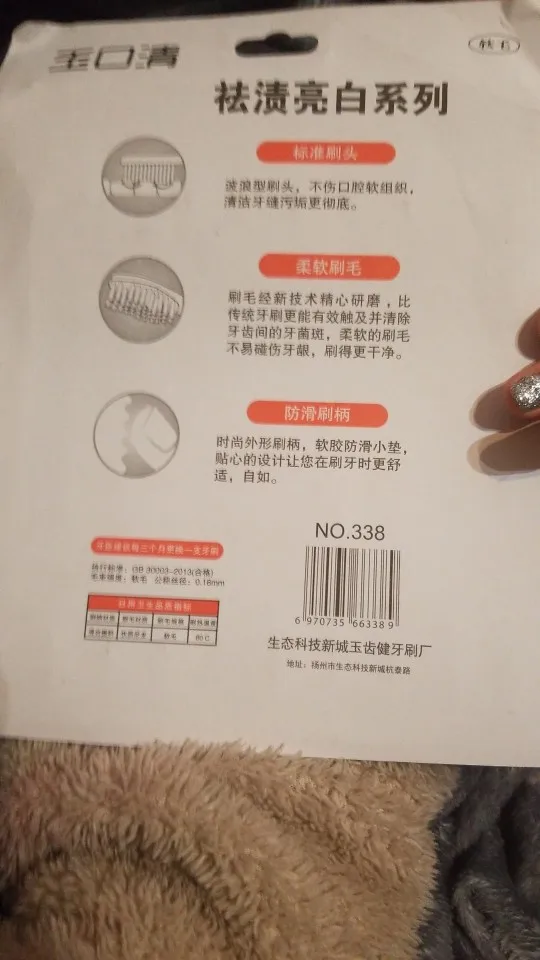 玉口清
软毛
祛渍亮白系列
标准刷头
波浪型刷头，不伤口腔软组织，
清洁牙缝污垢更彻底。
柔软刷毛
刷毛经新技术精心研磨，比
传统牙刷更能有效触及并清除
牙齿间的牙菌斑，柔软的刷毛
不易碰伤牙龈，刷得更干净。
防滑刷柄
时尚外形刷柄，软胶防滑小垫，
贴心的设计让您在刷牙时更舒
适，自如。
牙医建议每三个月更换一支牙刷
执行标准：GB 30003-2013(合格)
毛束强度：软毛 公称丝径：0.18mm
NO.338
6 970735 663389
生态科技新城玉齿健牙刷厂
地址：扬州市生态科技新城杭泰路